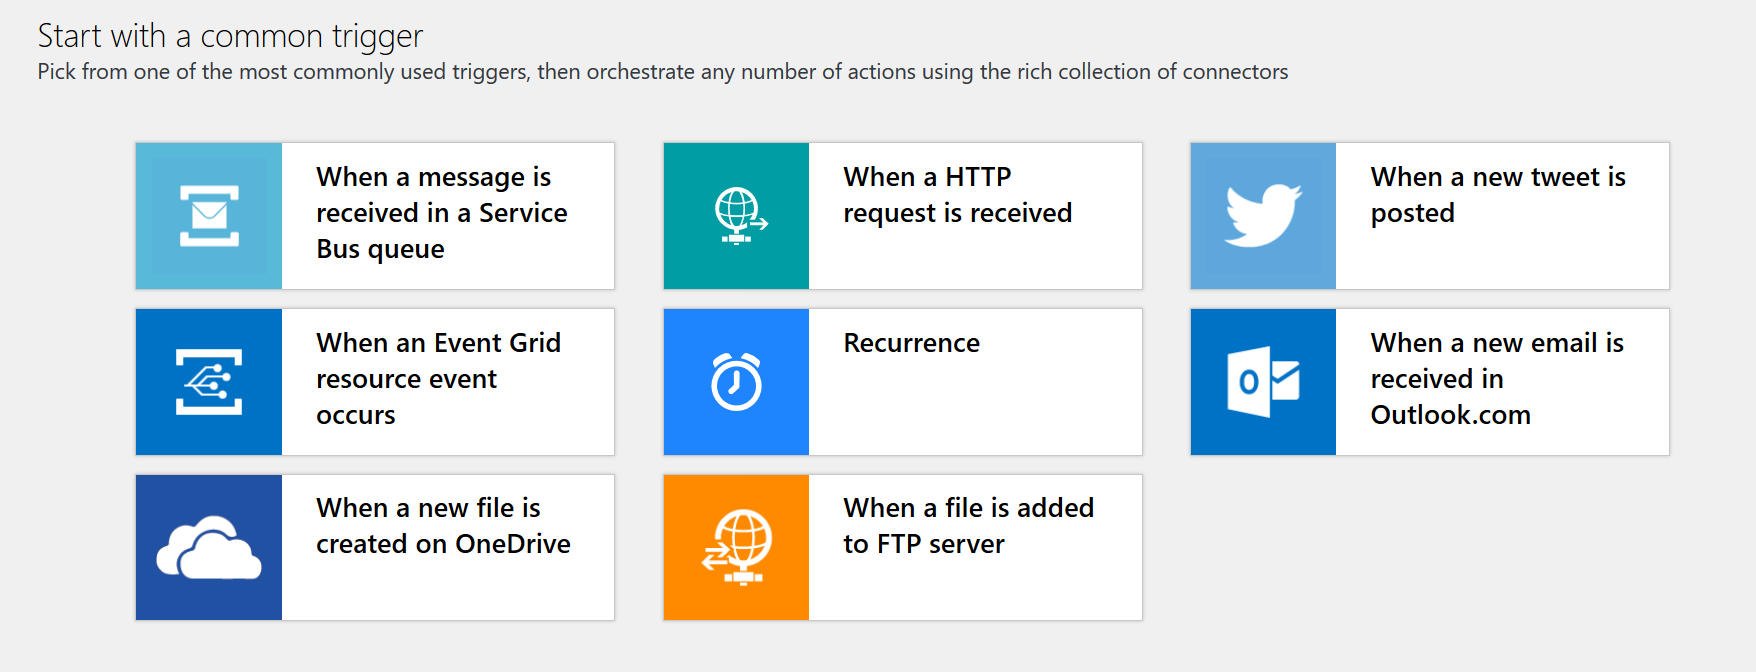 Start with a common trigger
Pick from one of the most commonly used triggers, then orchestrate any number of actions using the rich collection of connectors
When a message is
received in a Service
Bus queue
When a HTTP
request is received
When a new tweet is
posted
When an Event Grid
resource event
occurs
Recurrence
When a new email is
received in
Outlook.com
When a new file is
created on OneDrive
When a file is added
to FTP server